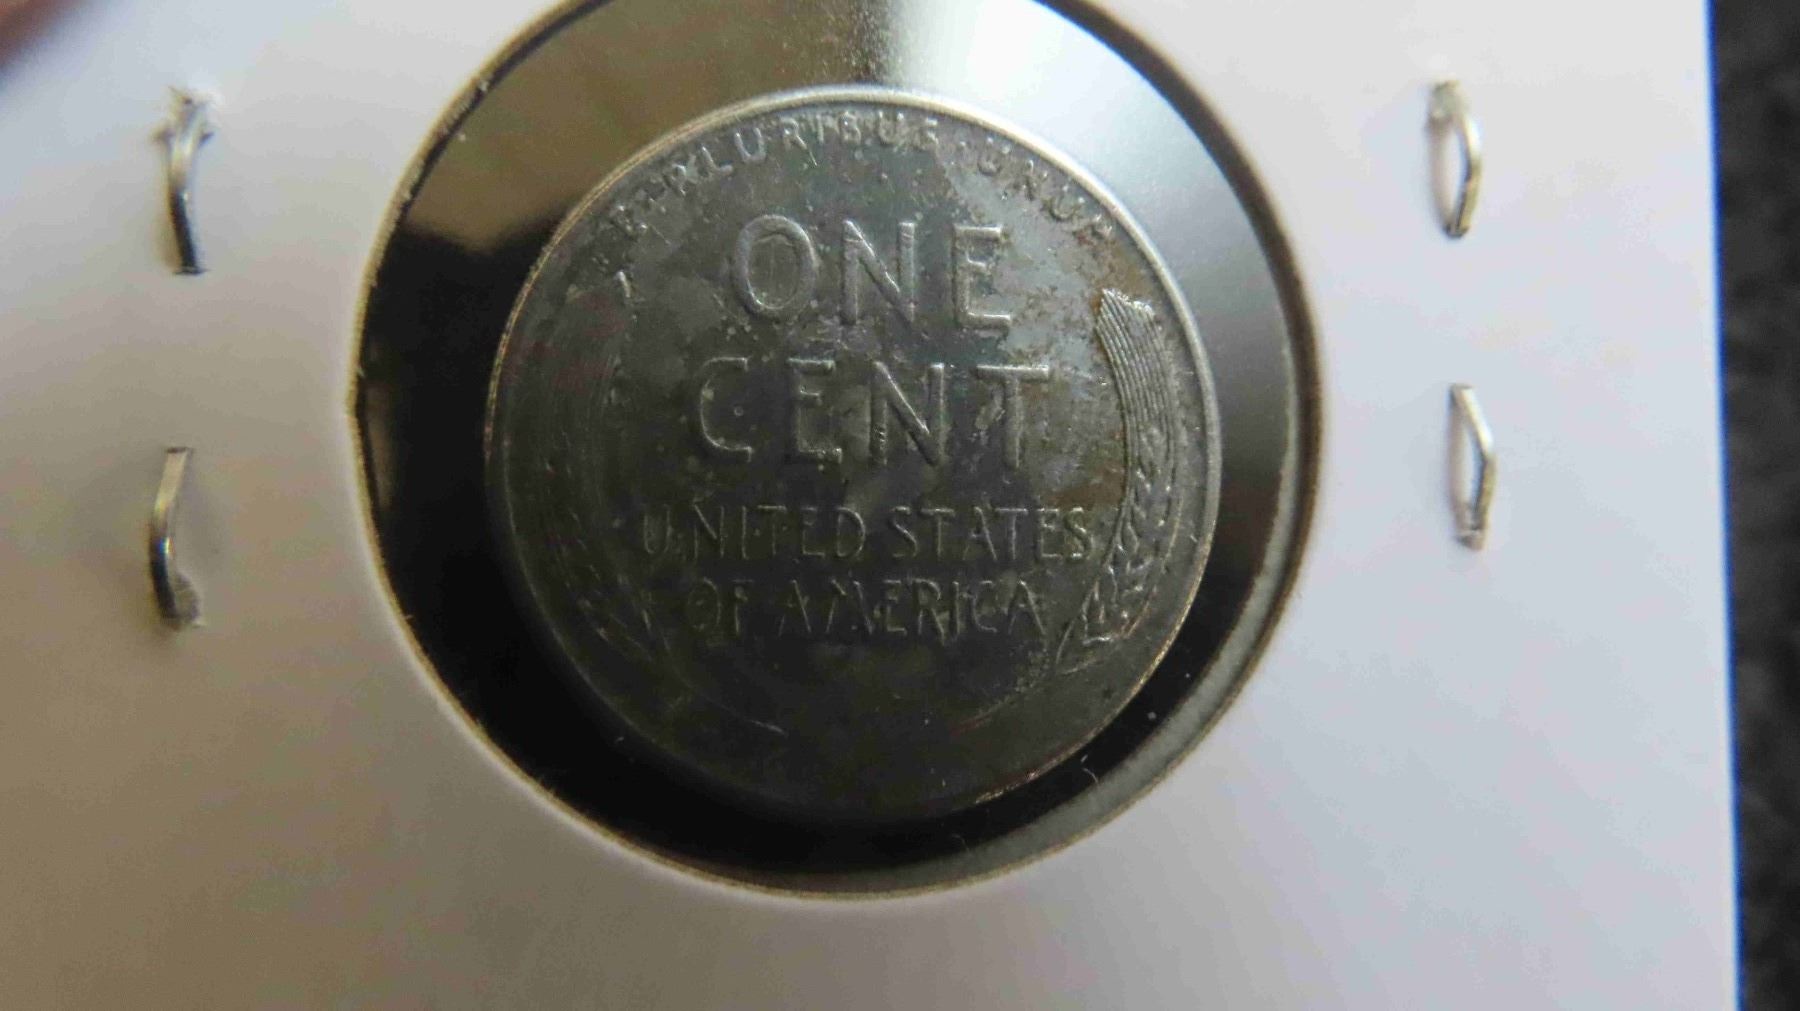 E·PLURIBUS·UNUM
ONE
CENT
UNITED STATES
OF AMERICA